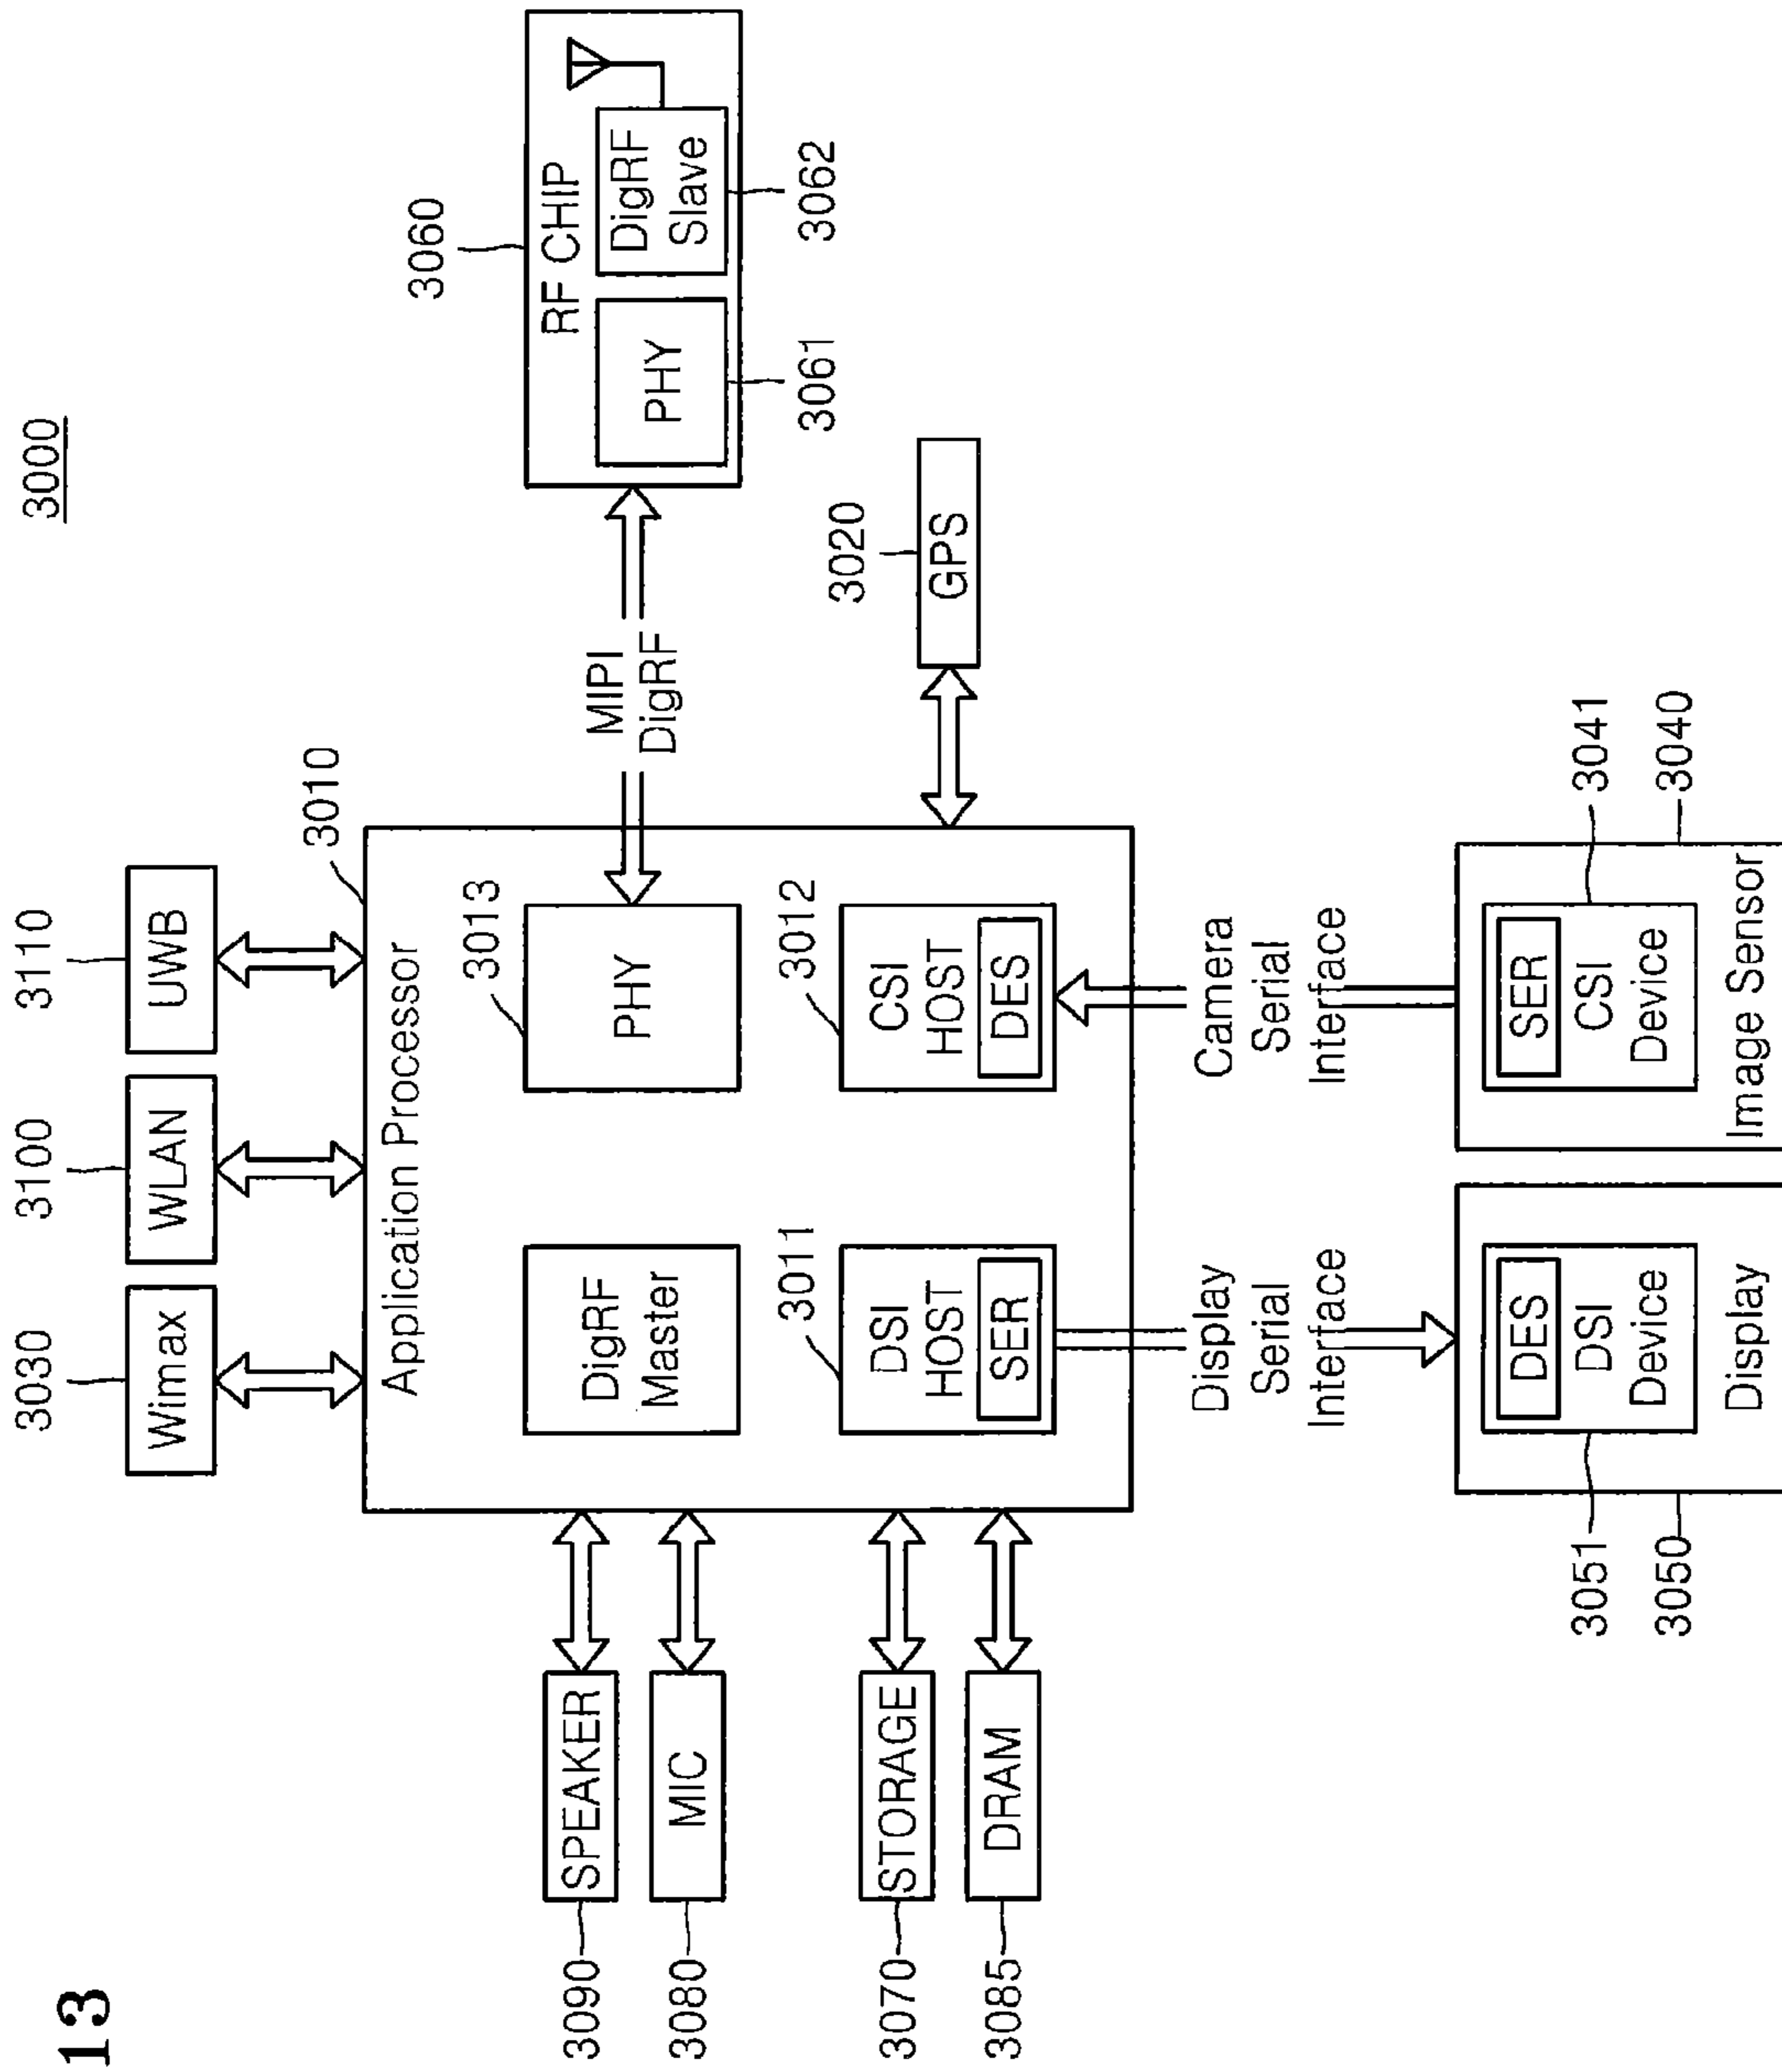 13
3000
3030
3100
3110
Wimax
WLAN
UWB
3010
Application Processor
3060
RF CHIP
3090
SPEAKER
DigRF
Master
3013
PHY
MIPI
DigRF
PHY
DigRF
Slave
3080
MIC
3061
3062
3070
STORAGE
3011
DSI
HOST
SER
3012
CSI
HOST
DES
3020
GPS
3085
DRAM
Display
Serial
Interface
Camera
Serial
Interface
3051
DES
DSI
Device
SER
CSI
Device
3041
3050
Display
Image Sensor
3040